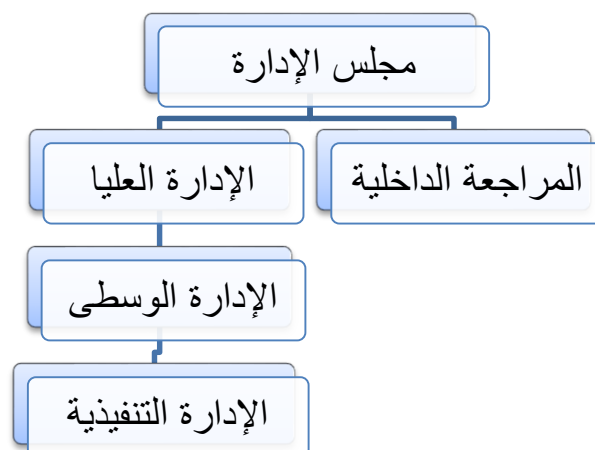 مجلس الإدارة
المراجعة الداخلية
الإدارة العليا
الإدارة الوسطى
الإدارة التنفيذية